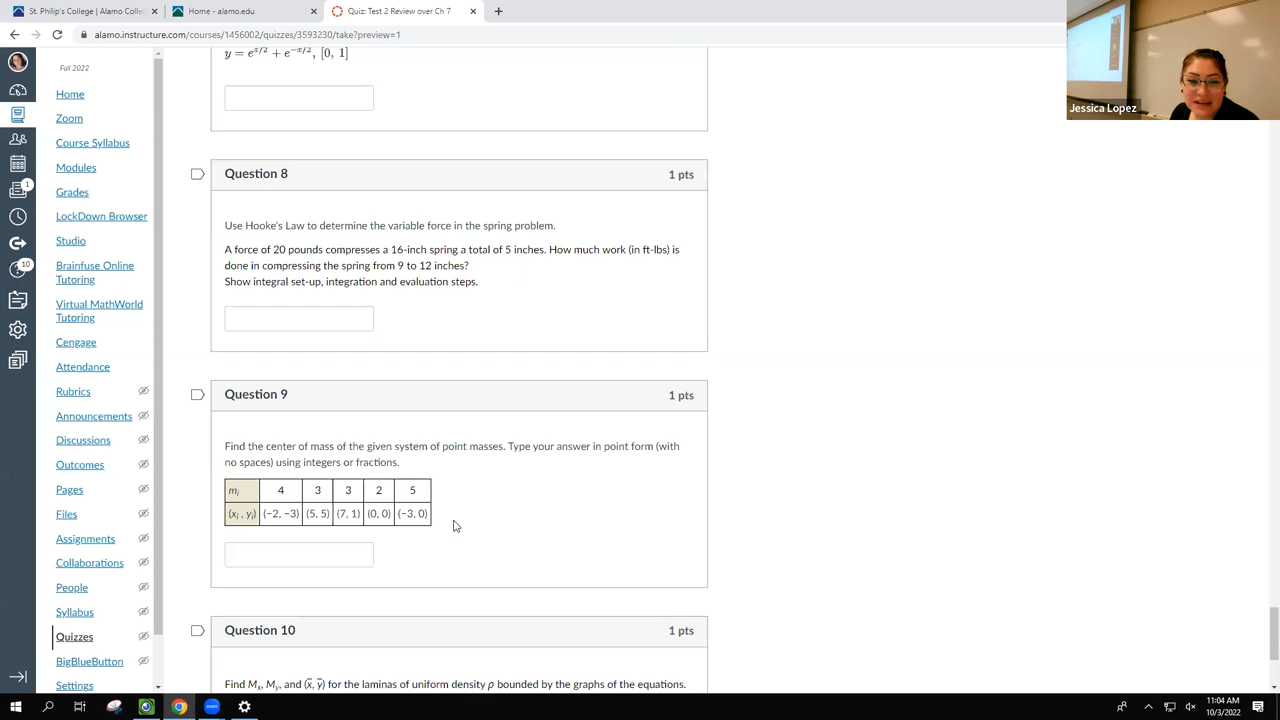 St. Philip's College | Alamo Coll
Home - alamo.edu
Quiz: Test 2 Review over Ch 7
alamo.instructure.com/courses/1456002/quizzes/3593230/take?preview=1
Jessica Lopez
Fall 2022
Home
Zoom
Course Syllabus
Modules
Grades
LockDown Browser
Studio
Brainfuse Online
Tutoring
Virtual MathWorld
Tutoring
Cengage
Attendance
Rubrics
Announcements
Discussions
Outcomes
Pages
Files
Assignments
Collaborations
People
Syllabus
Quizzes
BigBlueButton
Settings
1
10
y = e^{x/2} + e^{−x/2}, [0, 1]
Question 8
1 pts
Use Hooke's Law to determine the variable force in the spring problem.
A force of 20 pounds compresses a 16-inch spring a total of 5 inches. How much work (in ft-lbs) is
done in compressing the spring from 9 to 12 inches?
Show integral set-up, integration and evaluation steps.
Question 9
1 pts
Find the center of mass of the given system of point masses. Type your answer in point form (with
no spaces) using integers or fractions.
mᵢ 4 3 3 2 5
(xᵢ , yᵢ) (−2, −3) (5, 5) (7, 1) (0, 0) (−3, 0)
Question 10
1 pts
Find Mₓ, Mᵧ, and (x̅, y̅) for the laminas of uniform density ρ bounded by the graphs of the equations.
11:04 AM
10/3/2022